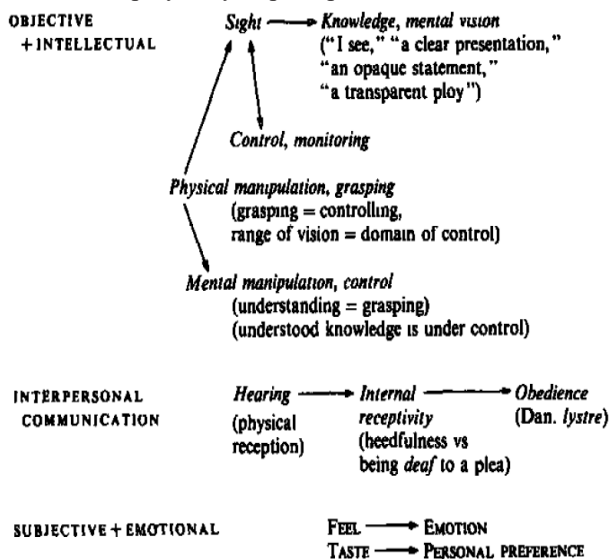 OBJECTIVE Sight Knowledge, mental vision
+ INTELLECTUAL ("I see," "a clear presentation,"
"an opaque statement,"
"a transparent ploy")
Control, monitoring
Physical manipulation, grasping
(grasping = controlling,
range of vision = domain of control)
Mental manipulation, control
(understanding = grasping)
(understood knowledge is under control)
INTERPERSONAL Hearing Internal Obedience
COMMUNICATION (physical receptivity (Dan. lystre)
reception) (heedfulness vs
being deaf to a plea)
SUBJECTIVE + EMOTIONAL FEEL EMOTION
TASTE PERSONAL PREFERENCE